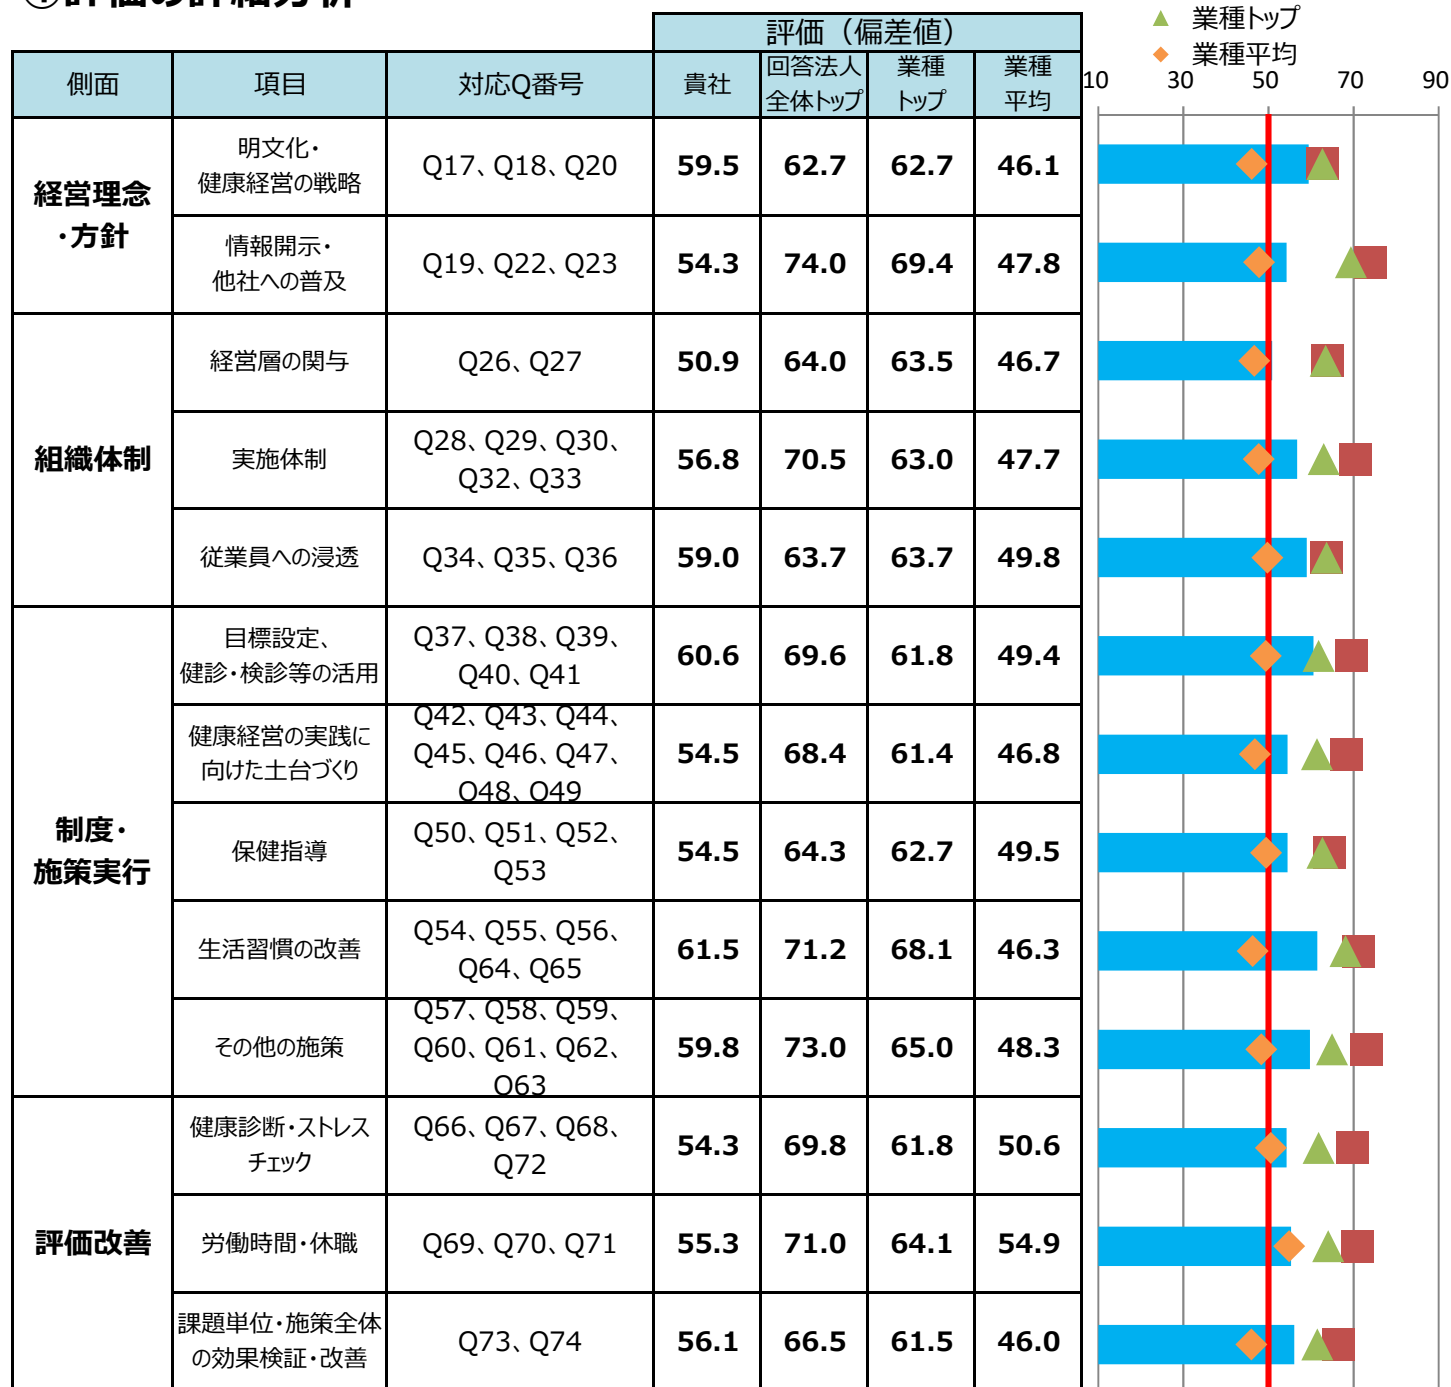 ④評価の詳細分析
業種トップ
業種平均
評価（偏差値）
側面 項目 対応Q番号 貴社 回答法人 業種 業種
全体トップ トップ 平均
10 30 50 70 90
経営理念
・方針
明文化・
健康経営の戦略
Q17、Q18、Q20 59.5 62.7 62.7 46.1
情報開示・
他社への普及
Q19、Q22、Q23 54.3 74.0 69.4 47.8
組織体制
経営層の関与 Q26、Q27 50.9 64.0 63.5 46.7
実施体制
Q28、Q29、Q30、
Q32、Q33
56.8 70.5 63.0 47.7
従業員への浸透 Q34、Q35、Q36 59.0 63.7 63.7 49.8
制度・
施策実行
目標設定、
健診・検診等の活用
Q37、Q38、Q39、
Q40、Q41
60.6 69.6 61.8 49.4
健康経営の実践に
向けた土台づくり
Q42、Q43、Q44、
Q45、Q46、Q47、
Q48、Q49
54.5 68.4 61.4 46.8
保健指導
Q50、Q51、Q52、
Q53
54.5 64.3 62.7 49.5
生活習慣の改善
Q54、Q55、Q56、
Q64、Q65
61.5 71.2 68.1 46.3
その他の施策
Q57、Q58、Q59、
Q60、Q61、Q62、
Q63
59.8 73.0 65.0 48.3
評価改善
健康診断・ストレス
チェック
Q66、Q67、Q68、
Q72
54.3 69.8 61.8 50.6
労働時間・休職 Q69、Q70、Q71 55.3 71.0 64.1 54.9
課題単位・施策全体
の効果検証・改善
Q73、Q74 56.1 66.5 61.5 46.0